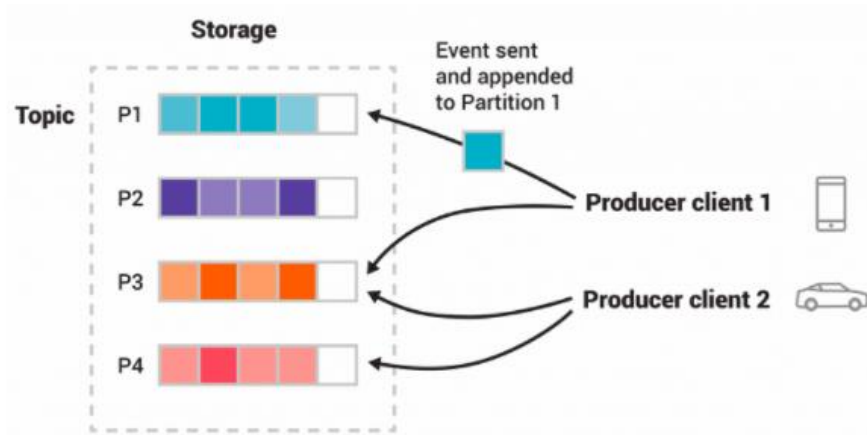 Storage
Event sent
and appended
to Partition 1
Topic
P1
P2
Producer client 1
P3
Producer client 2
P4